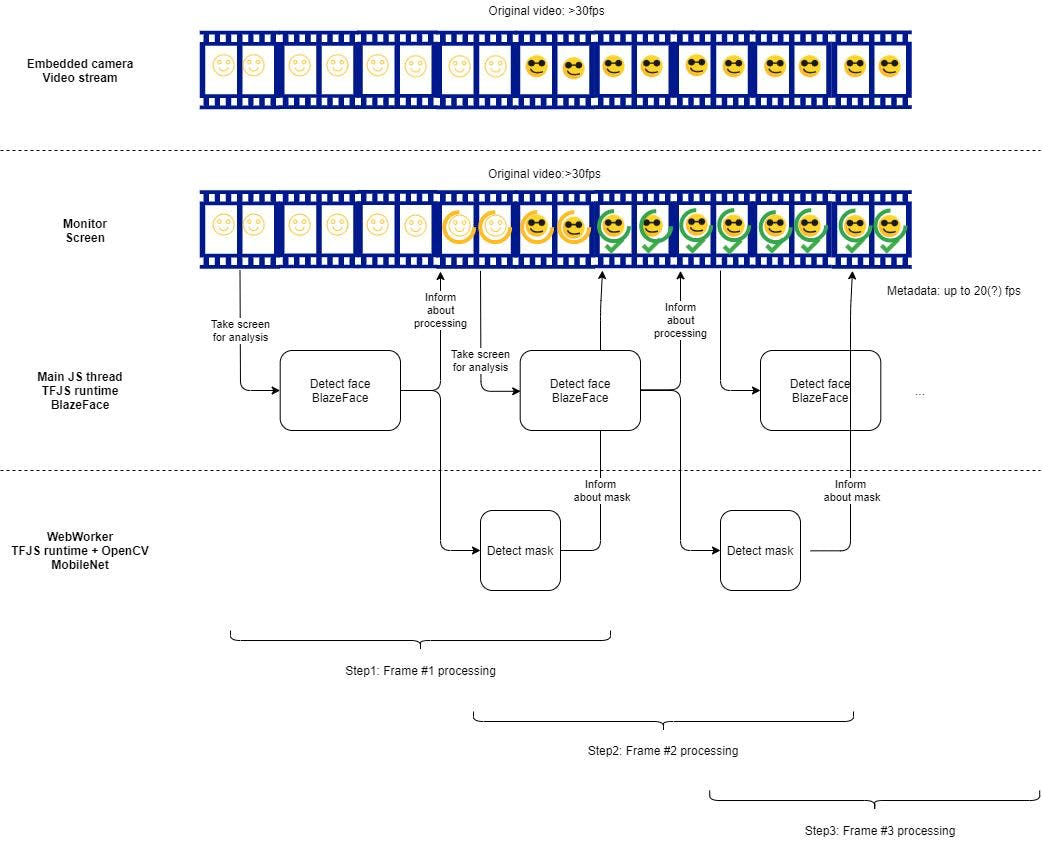 Original video: >30fps
Embedded camera
Video stream
Original video:>30fps
Monitor
Screen
Metadata: up to 20(?) fps
Inform
about
processing
Inform
about
processing
Take screen
for analysis
Take screen
for analysis
Main JS thread
TFJS runtime
BlazeFace
Detect face
BlazeFace
Detect face
BlazeFace
Detect face
BlazeFace
...
Inform
about mask
Inform
about mask
WebWorker
TFJS runtime + OpenCV
MobileNet
Detect mask
Detect mask
Step1: Frame #1 processing
Step2: Frame #2 processing
Step3: Frame #3 processing